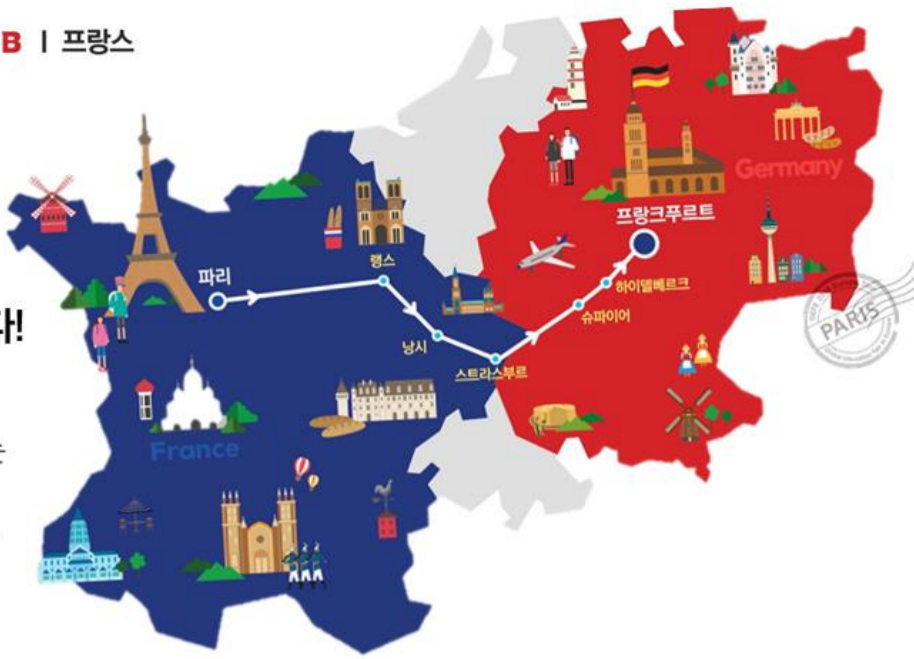 B | 프랑스
Germany
프랑크푸르트
랭스
파리
하이델베르크
슈파이어
PARIS
낭시
스트라스부르
France